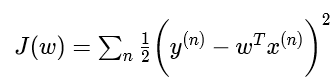 J(w) = ∑ₙ ½ (y⁽ⁿ⁾ − wᵀx⁽ⁿ⁾)²